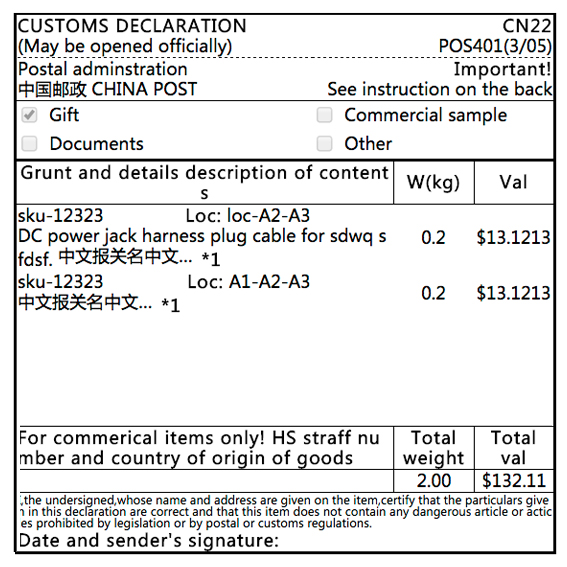 CUSTOMS DECLARATION CN22
(May be opened officially) POS401(3/05)
Postal adminstration Important!
中国邮政 CHINA POST See instruction on the back
Gift Commercial sample
Documents Other
Grunt and details description of content
s
W(kg) Val
sku-12323 Loc: loc-A2-A3
DC power jack harness plug cable for sdwq s
fdsf. 中文报关名中文... *1
0.2 $13.1213
sku-12323 Loc: A1-A2-A3
中文报关名中文... *1
0.2 $13.1213
For commerical items only! HS straff nu
mber and country of origin of goods
Total
weight
Total
val
2.00 $132.11
,the undersigned,whose name and address are given on the item,certify that the particulars give
n in this declaration are correct and that this item does not contain any dangerous article or actic
es prohibited by legislation or by postal or customs regulations.
Date and sender's signature: